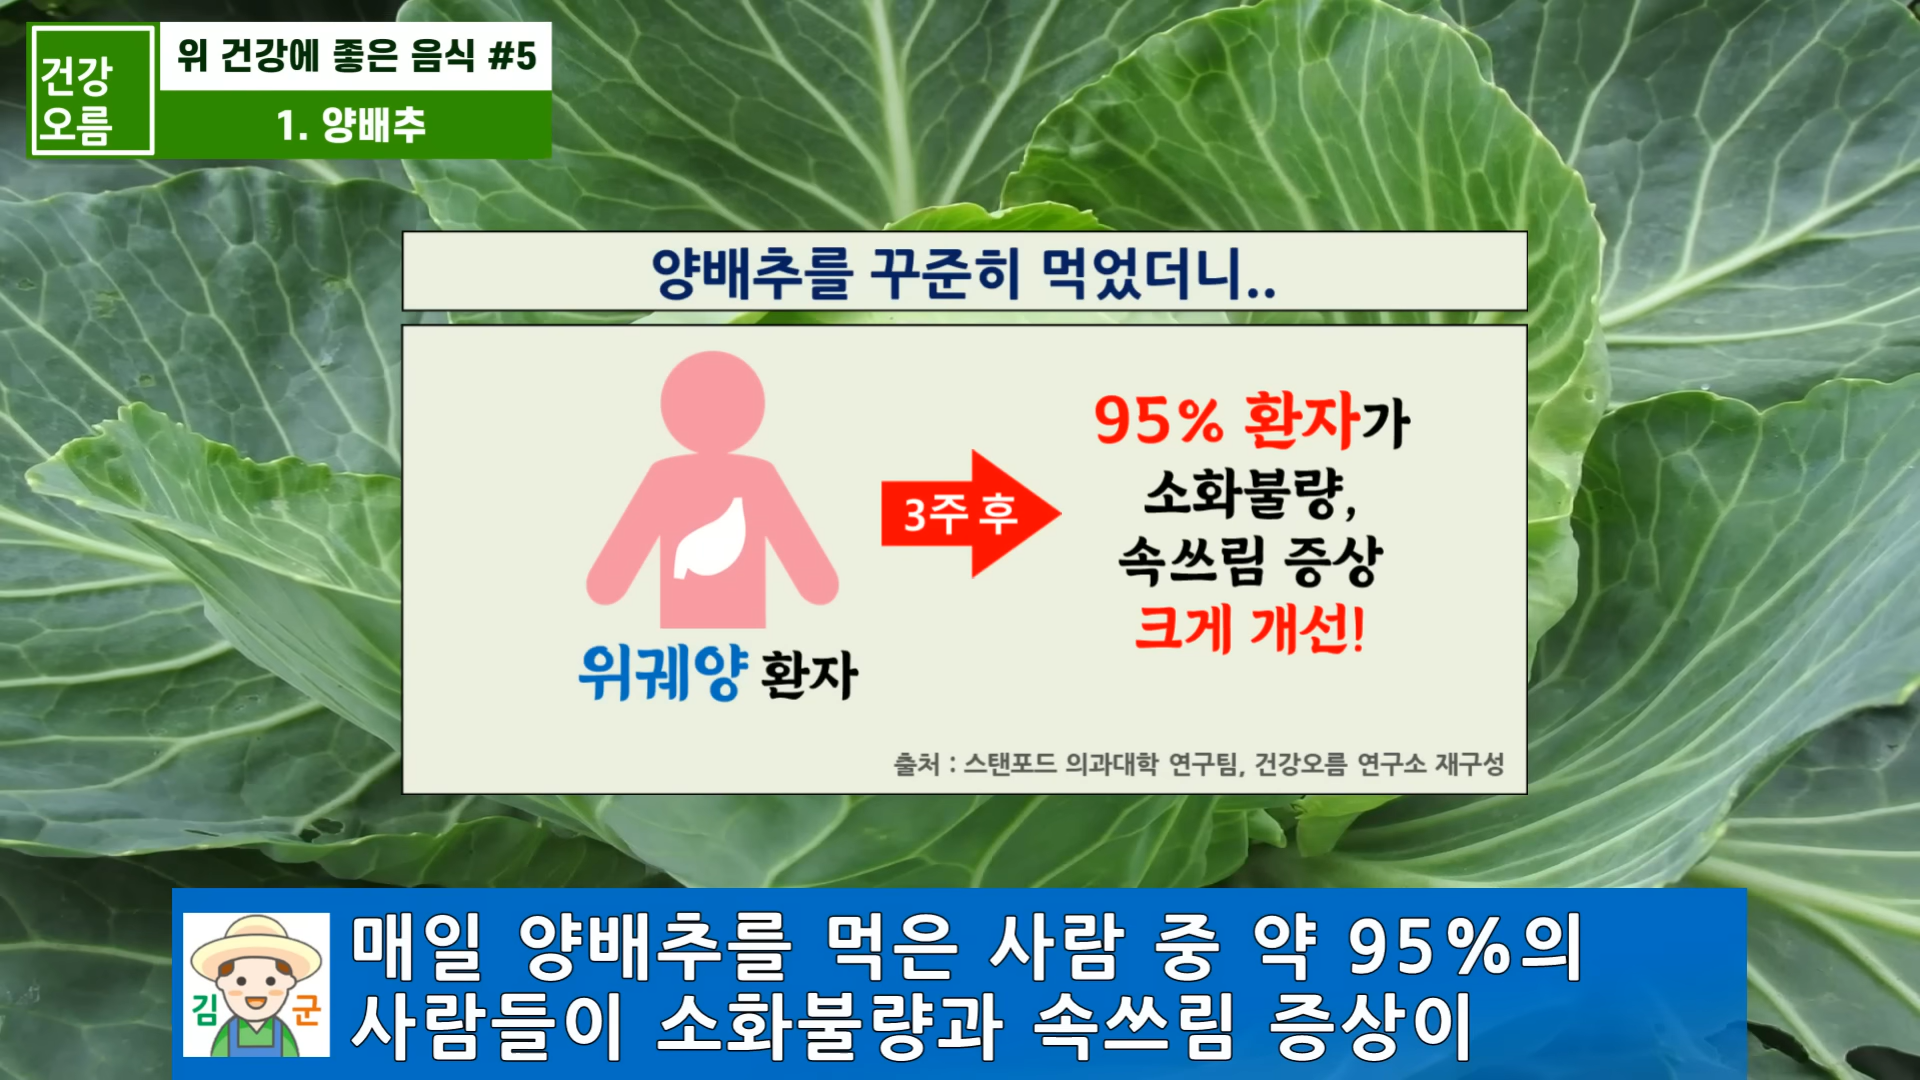 건강
오름
위 건강에 좋은 음식 #5
1. 양배추
양배추를 꾸준히 먹었더니..
3주 후
95% 환자가
소화불량,
속쓰림 증상
크게 개선!
위궤양 환자
출처 : 스탠포드 의과대학 연구팀, 건강오름 연구소 재구성
김 군
매일 양배추를 먹은 사람 중 약 95%의
사람들이 소화불량과 속쓰림 증상이